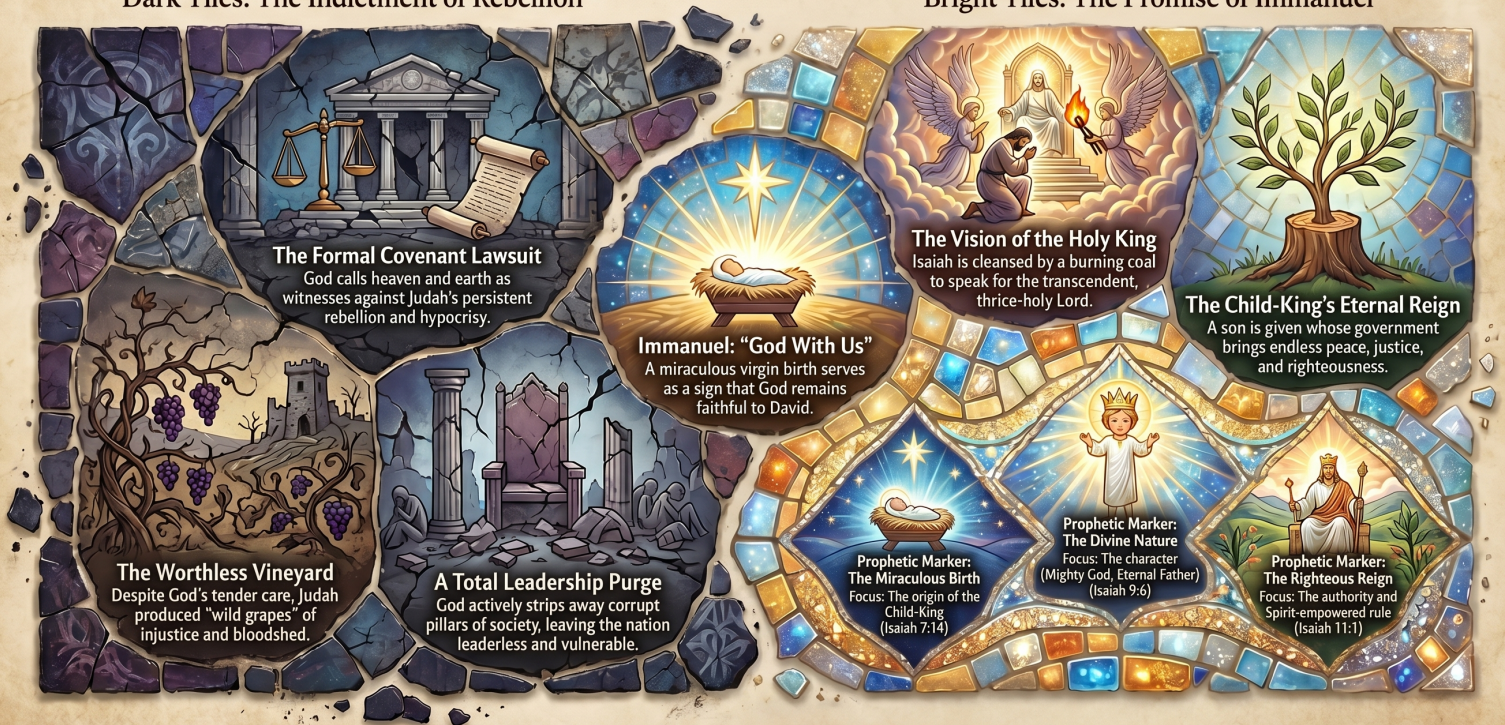 Dark Tiles: The Indictment of Rebellion
Bright Tiles: The Promise of Immanuel
The Formal Covenant Lawsuit
God calls heaven and earth as
witnesses against Judah's persistent
rebellion and hypocrisy.
The Worthless Vineyard
Despite God's tender care, Judah
produced "wild grapes" of
injustice and bloodshed.
A Total Leadership Purge
God actively strips away corrupt
pillars of society, leaving the nation
leaderless and vulnerable.
Immanuel: "God With Us"
A miraculous virgin birth serves
as a sign that God remains
faithful to David.
The Vision of the Holy King
Isaiah is cleansed by a burning coal
to speak for the transcendent,
thrice-holy Lord.
The Child-King's Eternal Reign
A son is given whose government
brings endless peace, justice,
and righteousness.
Prophetic Marker:
The Miraculous Birth
Focus: The origin of the
Child-King
(Isaiah 7:14)
Prophetic Marker:
The Divine Nature
Focus: The character
(Mighty God, Eternal Father)
(Isaiah 9:6)
Prophetic Marker:
The Righteous Reign
Focus: The authority and
Spirit-empowered rule
(Isaiah 11:1)